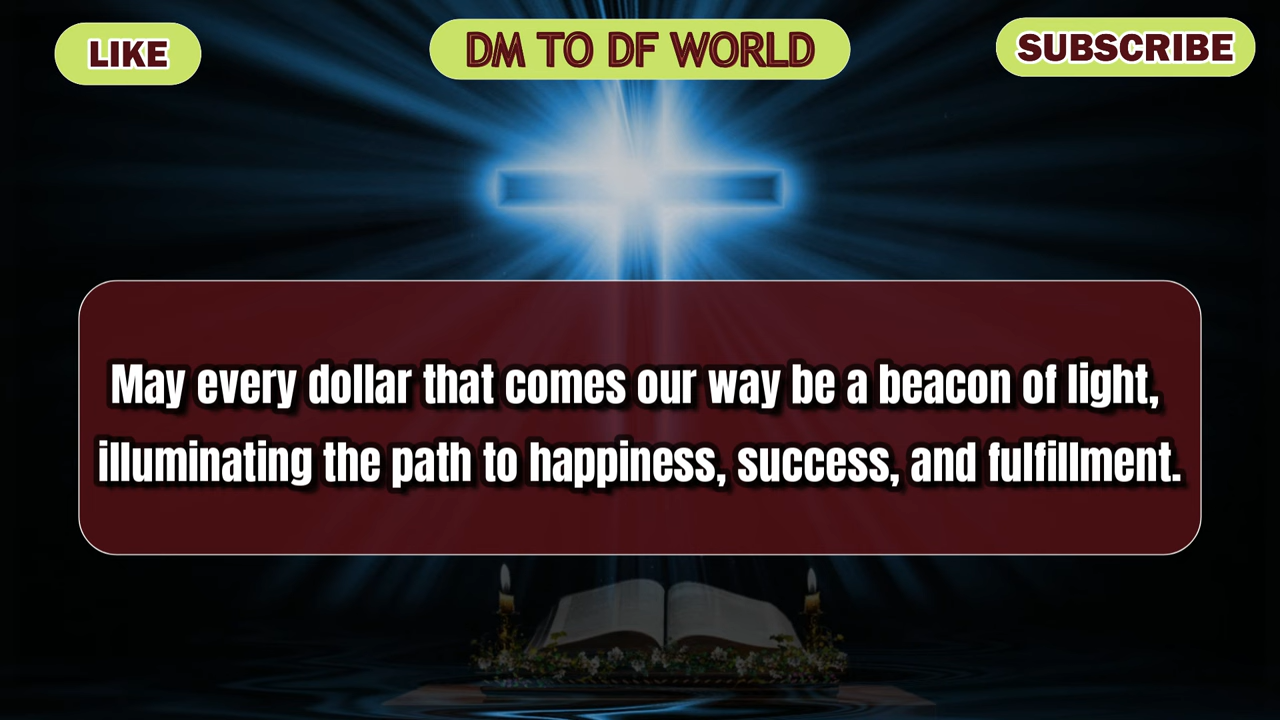 LIKE
DM TO DF WORLD
SUBSCRIBE
May every dollar that comes our way be a beacon of light,
illuminating the path to happiness, success, and fulfillment.